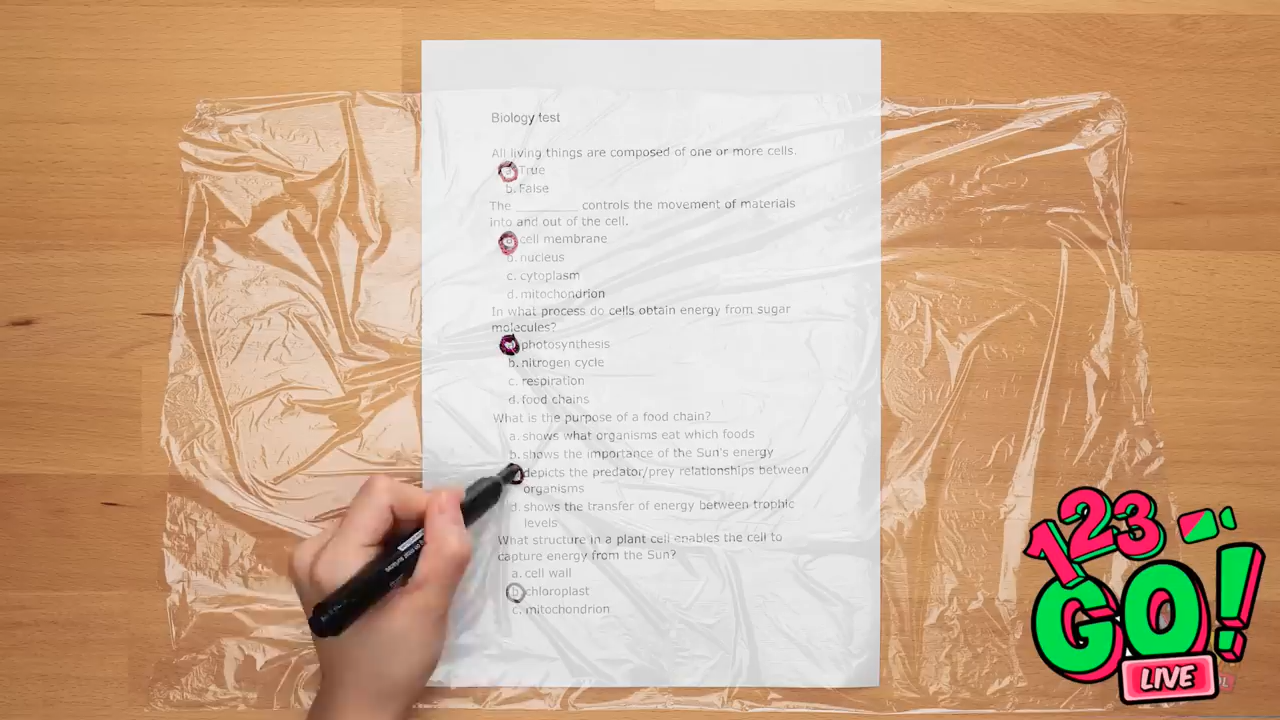 Biology test
All living things are composed of one or more cells.
a. True
b. False
The _________ controls the movement of materials
into and out of the cell.
cell membrane
b. nucleus
c. cytoplasm
d. mitochondrion
In what process do cells obtain energy from sugar
molecules?
photosynthesis
b. nitrogen cycle
c. respiration
d. food chains
What is the purpose of a food chain?
a. shows what organisms eat which foods
b. shows the importance of the Sun's energy
depicts the predator/prey relationships between
organisms
d. shows the transfer of energy between trophic
levels
What structure in a plant cell enables the cell to
capture energy from the Sun?
a. cell wall
b. chloroplast
c. mitochondrion
123
GO!
LIVE